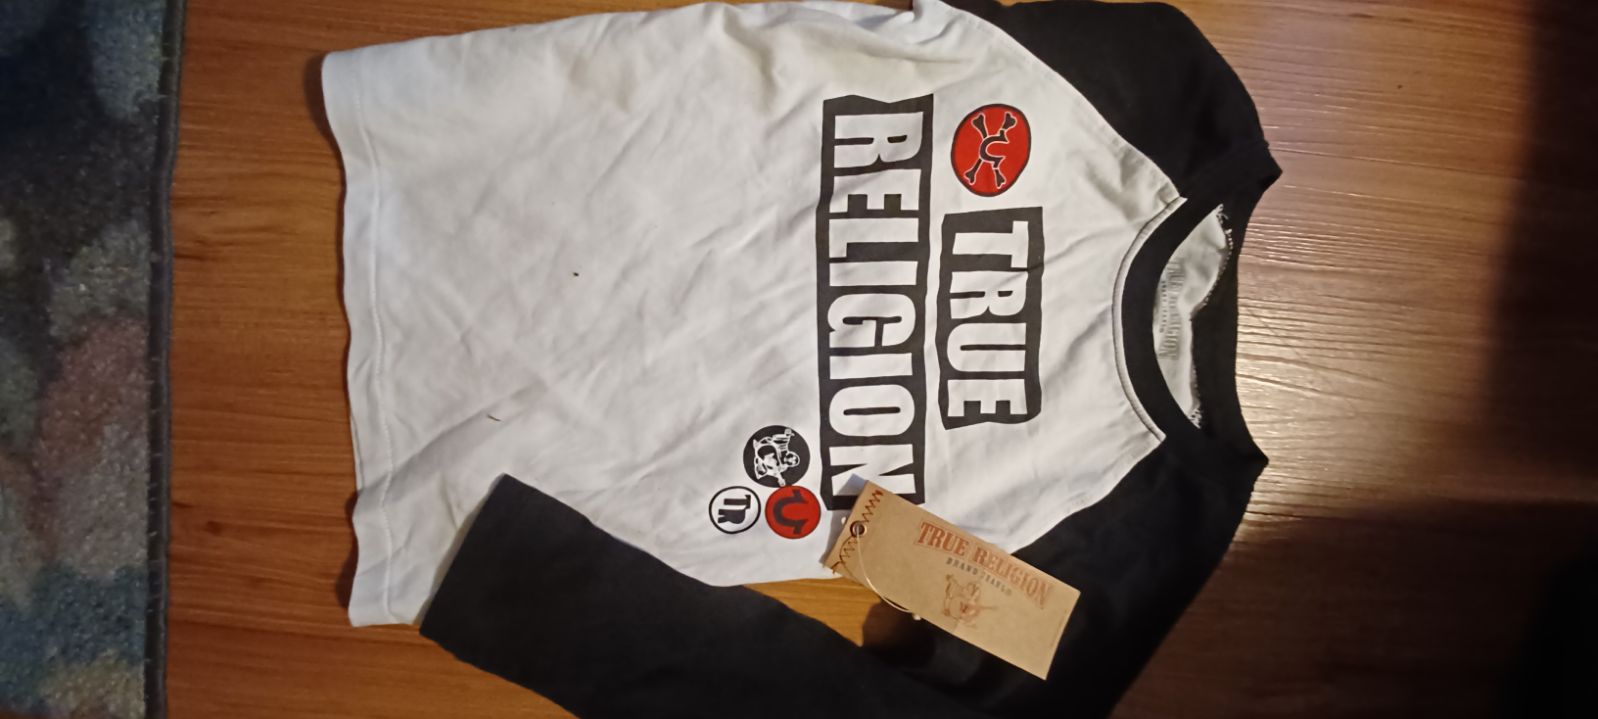 TRUE
RELIGION
TR
TRUE RELIGION
BRAND JEANS